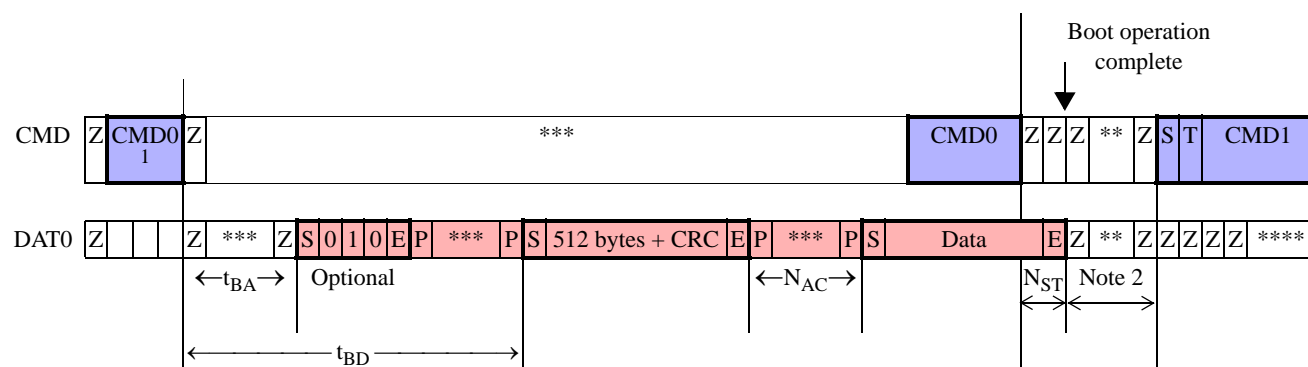 Boot operation
complete
CMD Z CMD0 Z *** CMD0 Z Z Z ** Z S T CMD1
1
DAT0 Z Z *** Z S 0 1 0 E P *** P S 512 bytes + CRC E P *** P S Data E Z ** Z Z Z Z Z ****
tBA Optional NAC NST Note 2
tBD